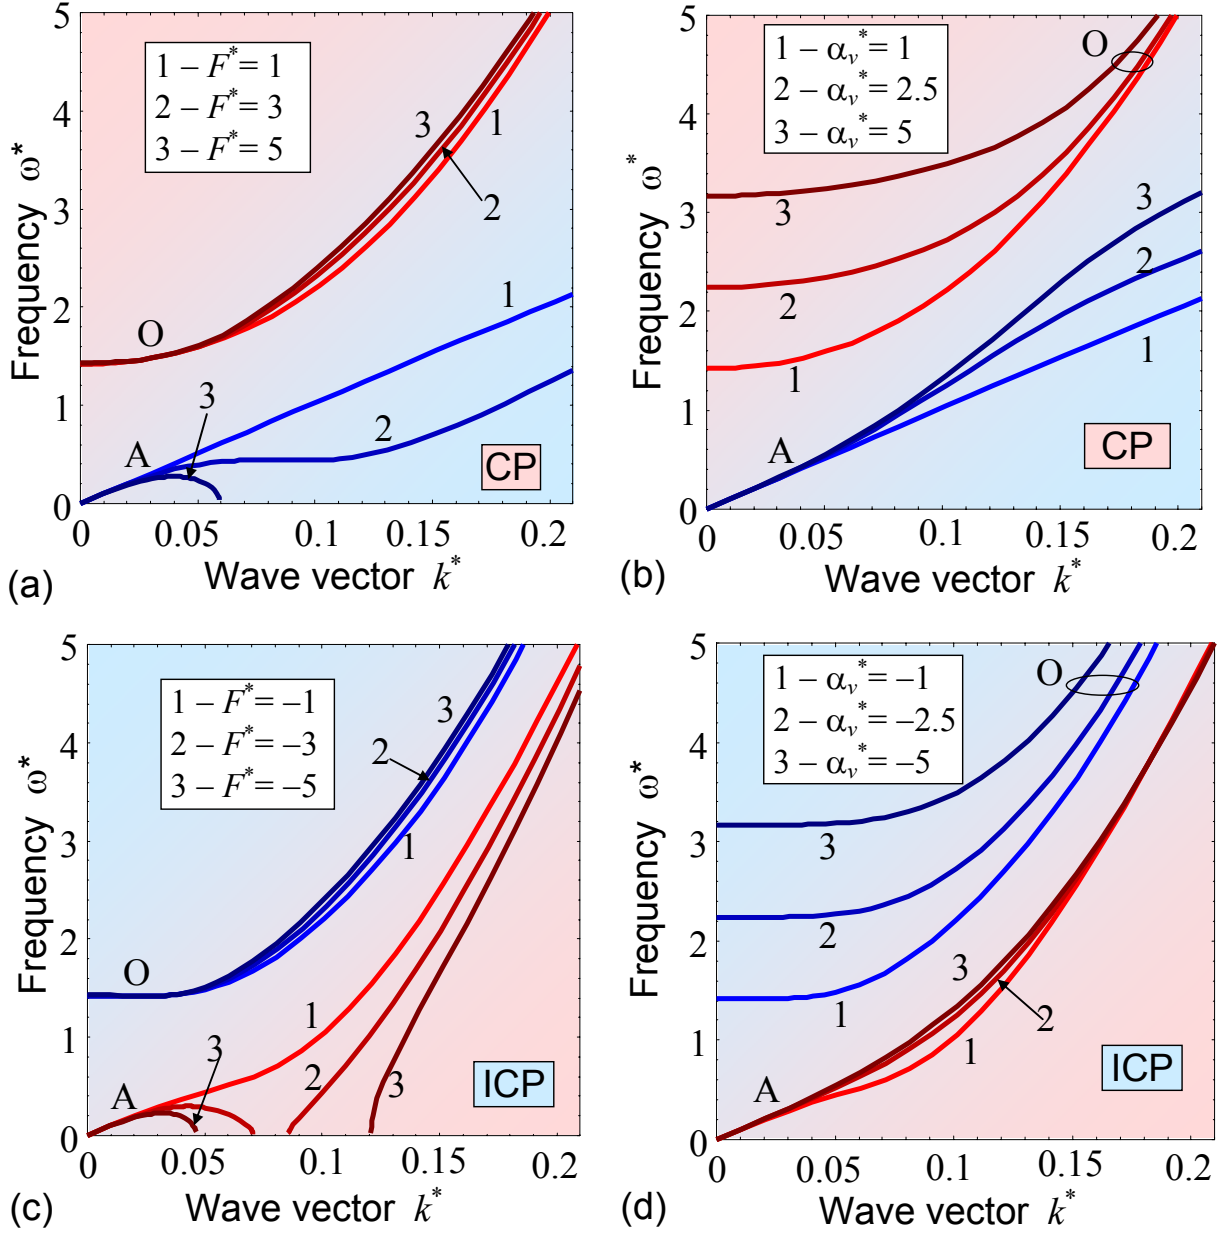 5
4
3
2
1
0
Frequency ω*
1 – F* = 1
2 – F* = 3
3 – F* = 5
3
1
2
O
1
3
2
A
CP
0
0.05
0.1
0.15
0.2
(a)
Wave vector k*
5
4
3
2
1
0
Frequency ω*
1 – αᵥ* = 1
2 – αᵥ* = 2.5
3 – αᵥ* = 5
O
3
3
2
2
1
1
A
CP
0
0.05
0.1
0.15
0.2
(b)
Wave vector k*
5
4
3
2
1
0
Frequency ω*
1 – F* = –1
2 – F* = –3
3 – F* = –5
3
2
1
O
1
3
2
3
A
ICP
0
0.05
0.1
0.15
0.2
(c)
Wave vector k*
5
4
3
2
1
0
Frequency ω*
1 – αᵥ* = –1
2 – αᵥ* = –2.5
3 – αᵥ* = –5
O
3
2
3
1
2
1
A
ICP
0
0.05
0.1
0.15
0.2
(d)
Wave vector k*